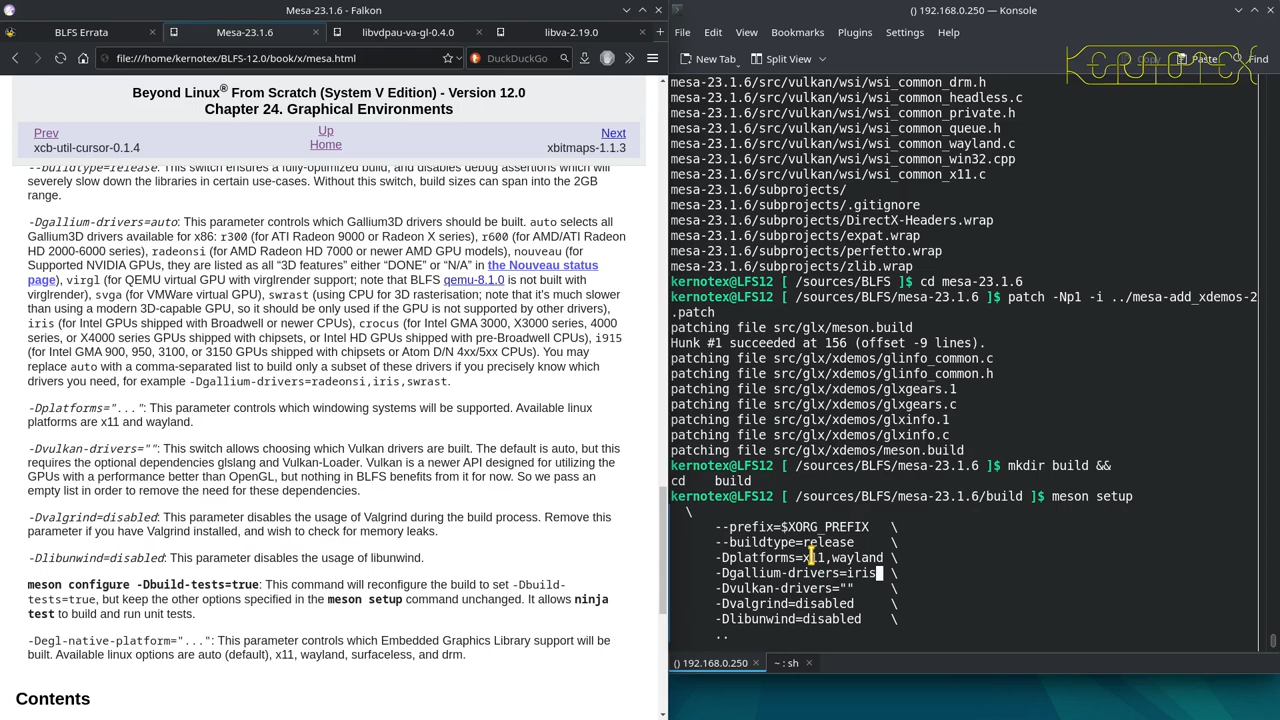 Mesa-23.1.6 - Falkon
BLFS Errata
Mesa-23.1.6
libvdpau-va-gl-0.4.0
libva-2.19.0
file:///home/kernotex/BLFS-12.0/book/x/mesa.html
DuckDuckGo
Beyond Linux® From Scratch (System V Edition) - Version 12.0
Chapter 24. Graphical Environments
Prev
Up
Next
xcb-util-cursor-0.1.4
Home
xbitmaps-1.1.3
--buildtype=release: This switch ensures a fully-optimized build, and disables debug assertions which will
severely slow down the libraries in certain use-cases. Without this switch, build sizes can span into the 2GB
range.
-Dgallium-drivers=auto: This parameter controls which Gallium3D drivers should be built. auto selects all
Gallium3D drivers available for x86: r300 (for ATI Radeon 9000 or Radeon X series), r600 (for AMD/ATI Radeon
HD 2000-6000 series), radeonsi (for AMD Radeon HD 7000 or newer AMD GPU models), nouveau (for
Supported NVIDIA GPUs, they are listed as all “3D features” either “DONE” or “N/A” in the Nouveau status
page), virgl (for QEMU virtual GPU with virglrender support; note that BLFS qemu-8.1.0 is not built with
virglrender), svga (for VMWare virtual GPU), swrast (using CPU for 3D rasterisation; note that it's much slower
than using a modern 3D-capable GPU, so it should be only used if the GPU is not supported by other drivers),
iris (for Intel GPUs shipped with Broadwell or newer CPUs), crocus (for Intel GMA 3000, X3000 series, 4000
series, or X4000 series GPUs shipped with chipsets, or Intel HD GPUs shipped with pre-Broadwell CPUs), i915
(for Intel GMA 900, 950, 3100, or 3150 GPUs shipped with chipsets or Atom D/N 4xx/5xx CPUs). You may
replace auto with a comma-separated list to build only a subset of these drivers if you precisely know which
drivers you need, for example -Dgallium-drivers=radeonsi,iris,swrast.
-Dplatforms="...": This parameter controls which windowing systems will be supported. Available linux
platforms are x11 and wayland.
-Dvulkan-drivers="": This switch allows choosing which Vulkan drivers are built. The default is auto, but this
requires the optional dependencies glslang and Vulkan-Loader. Vulkan is a newer API designed for utilizing the
GPUs with a performance better than OpenGL, but nothing in BLFS benefits from it for now. So we pass an
empty list in order to remove the need for these dependencies.
-Dvalgrind=disabled: This parameter disables the usage of Valgrind during the build process. Remove this
parameter if you have Valgrind installed, and wish to check for memory leaks.
-Dlibunwind=disabled: This parameter disables the usage of libunwind.
meson configure -Dbuild-tests=true: This command will reconfigure the build to set -Dbuild-
tests=true, but keep the other options specified in the meson setup command unchanged. It allows ninja
test to build and run unit tests.
-Degl-native-platform="...": This parameter controls which Embedded Graphics Library support will be
built. Available linux options are auto (default), x11, wayland, surfaceless, and drm.
Contents
() 192.168.0.250 — Konsole
File Edit View Bookmarks Plugins Settings Help
New Tab Split View Copy Paste Find
KERNOTEX
mesa-23.1.6/src/vulkan/wsi/wsi_common_drm.h
mesa-23.1.6/src/vulkan/wsi/wsi_common_headless.c
mesa-23.1.6/src/vulkan/wsi/wsi_common_private.h
mesa-23.1.6/src/vulkan/wsi/wsi_common_queue.h
mesa-23.1.6/src/vulkan/wsi/wsi_common_wayland.c
mesa-23.1.6/src/vulkan/wsi/wsi_common_win32.cpp
mesa-23.1.6/src/vulkan/wsi/wsi_common_x11.c
mesa-23.1.6/subprojects/
mesa-23.1.6/subprojects/.gitignore
mesa-23.1.6/subprojects/DirectX-Headers.wrap
mesa-23.1.6/subprojects/expat.wrap
mesa-23.1.6/subprojects/perfetto.wrap
mesa-23.1.6/subprojects/zlib.wrap
kernotex@LFS12 [ /sources/BLFS ]$ cd mesa-23.1.6
kernotex@LFS12 [ /sources/BLFS/mesa-23.1.6 ]$ patch -Np1 -i ../mesa-add_xdemos-2
.patch
patching file src/glx/meson.build
Hunk #1 succeeded at 156 (offset -9 lines).
patching file src/glx/xdemos/glinfo_common.c
patching file src/glx/xdemos/glinfo_common.h
patching file src/glx/xdemos/glxgears.1
patching file src/glx/xdemos/glxgears.c
patching file src/glx/xdemos/glxinfo.1
patching file src/glx/xdemos/glxinfo.c
patching file src/glx/xdemos/meson.build
kernotex@LFS12 [ /sources/BLFS/mesa-23.1.6 ]$ mkdir build &&
cd    build
kernotex@LFS12 [ /sources/BLFS/mesa-23.1.6/build ]$ meson setup
\
--prefix=$XORG_PREFIX \
--buildtype=release \
-Dplatforms=x11,wayland \
-Dgallium-drivers=iris \
-Dvulkan-drivers="" \
-Dvalgrind=disabled \
-Dlibunwind=disabled \
..
() 192.168.0.250
~ : sh